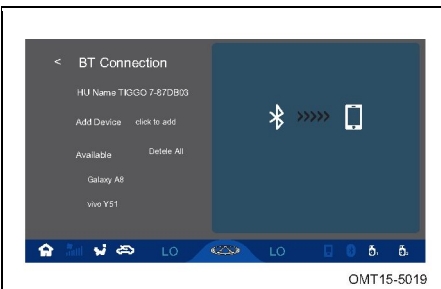 < BT Connection
HU Name TIGGO 7-87DB03
Add Device click to add
Available Detele All
Galaxy A8
vivo Y51
LO LO
OMT15-5019